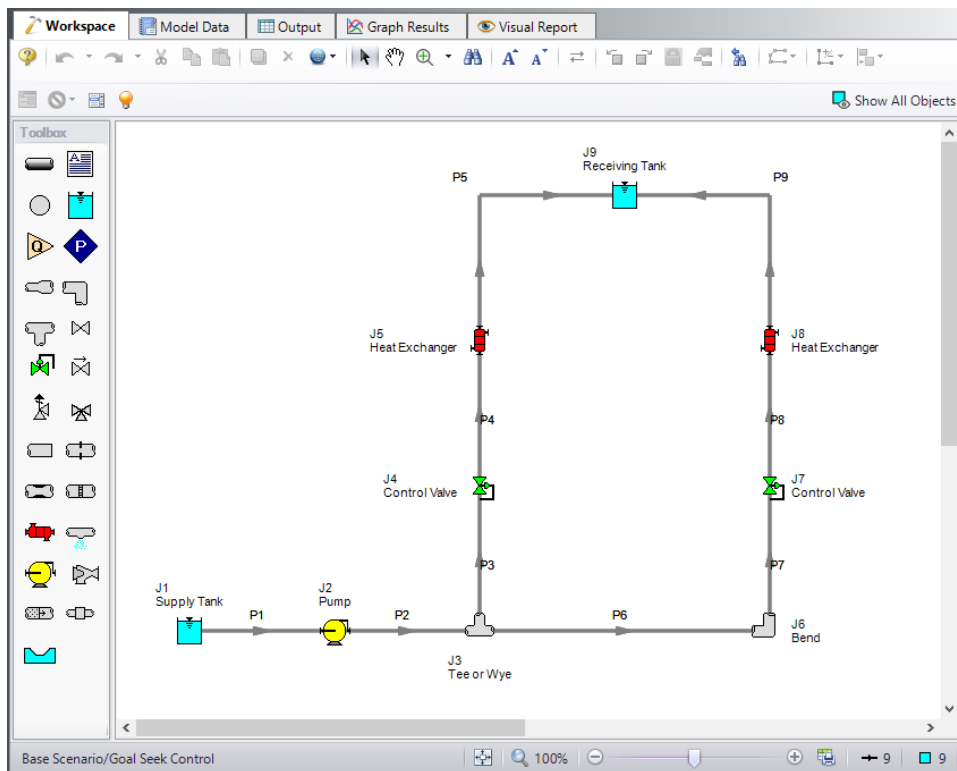 Workspace
Model Data
Output
Graph Results
Visual Report
A A
Show All Objects
Toolbox
A
Q
P
J9
Receiving Tank
P5
P9
J5
Heat Exchanger
J8
Heat Exchanger
P4
P8
J4
Control Valve
J7
Control Valve
P3
P7
J1
Supply Tank
J2
Pump
P1
P2
P6
J6
Bend
J3
Tee or Wye
Base Scenario/Goal Seek Control
100%
9
9